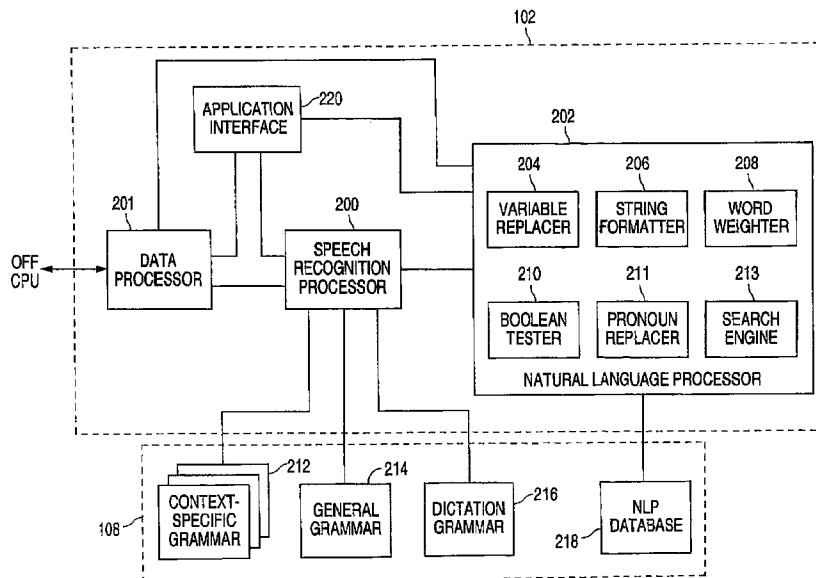 102
APPLICATION
INTERFACE
220
202
204
206
208
VARIABLE
REPLACER
STRING
FORMATTER
WORD
WEIGHTER
201
200
DATA
PROCESSOR
SPEECH
RECOGNITION
PROCESSOR
OFF
CPU
210
211
213
BOOLEAN
TESTER
PRONOUN
REPLACER
SEARCH
ENGINE
NATURAL LANGUAGE PROCESSOR
212
214
216
108
CONTEXT-
SPECIFIC
GRAMMAR
GENERAL
GRAMMAR
DICTATION
GRAMMAR
NLP
DATABASE
218